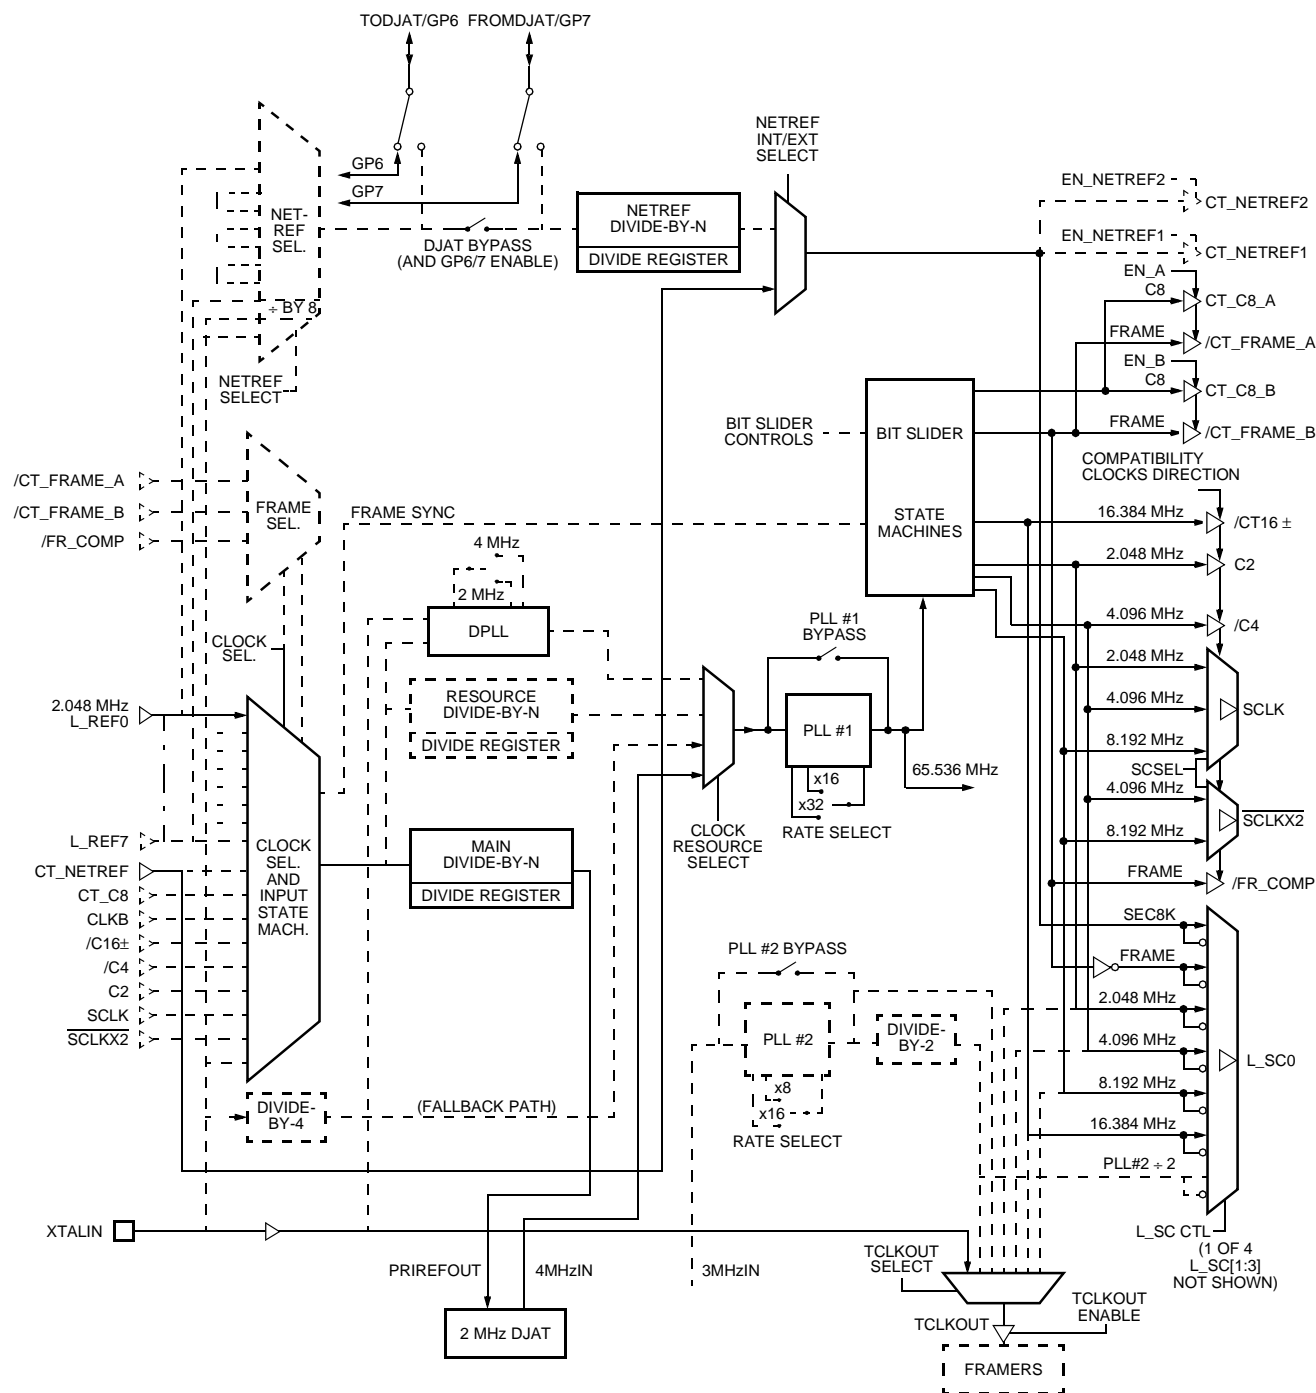 TODJAT/GP6 FROMDJAT/GP7
NETREF
INT/EXT
SELECT
GP6
GP7
NET-
REF
SEL.
÷ BY 8
NETREF
SELECT
DJAT BYPASS
(AND GP6/7 ENABLE)
NETREF
DIVIDE-BY-N
DIVIDE REGISTER
EN_NETREF2
CT_NETREF2
EN_NETREF1
CT_NETREF1
EN_A
C8
CT_C8_A
FRAME
/CT_FRAME_A
EN_B
C8
CT_C8_B
FRAME
/CT_FRAME_B
BIT SLIDER
CONTROLS
BIT SLIDER
STATE
MACHINES
COMPATIBILITY
CLOCKS DIRECTION
/CT_FRAME_A
/CT_FRAME_B
/FR_COMP
FRAME
SEL.
FRAME SYNC
16.384 MHz
/CT16 ±
2.048 MHz
C2
4.096 MHz
/C4
4 MHz
2 MHz
DPLL
CLOCK
SEL.
PLL #1
BYPASS
2.048 MHz
4.096 MHz
8.192 MHz
SCLK
SCSEL
4.096 MHz
8.192 MHz
SCLKX2
FRAME
/FR_COMP
2.048 MHz
L_REF0
RESOURCE
DIVIDE-BY-N
DIVIDE REGISTER
PLL #1
x16
x32
RATE SELECT
65.536 MHz
CLOCK
RESOURCE
SELECT
L_REF7
CT_NETREF
CT_C8
CLKB
/C16±
/C4
C2
SCLK
SCLKX2
CLOCK
SEL.
AND
INPUT
STATE
MACH.
MAIN
DIVIDE-BY-N
DIVIDE REGISTER
SEC8K
FRAME
2.048 MHz
4.096 MHz
8.192 MHz
16.384 MHz
PLL#2 ÷ 2
L_SC0
PLL #2 BYPASS
PLL #2
DIVIDE-
BY-2
x8
x16
RATE SELECT
DIVIDE-
BY-4
(FALLBACK PATH)
XTALIN
L_SC CTL
(1 OF 4
L_SC[1:3]
NOT SHOWN)
PRIREFOUT
4MHzIN
3MHzIN
TCLKOUT
SELECT
2 MHz DJAT
TCLKOUT
TCLKOUT
ENABLE
FRAMERS